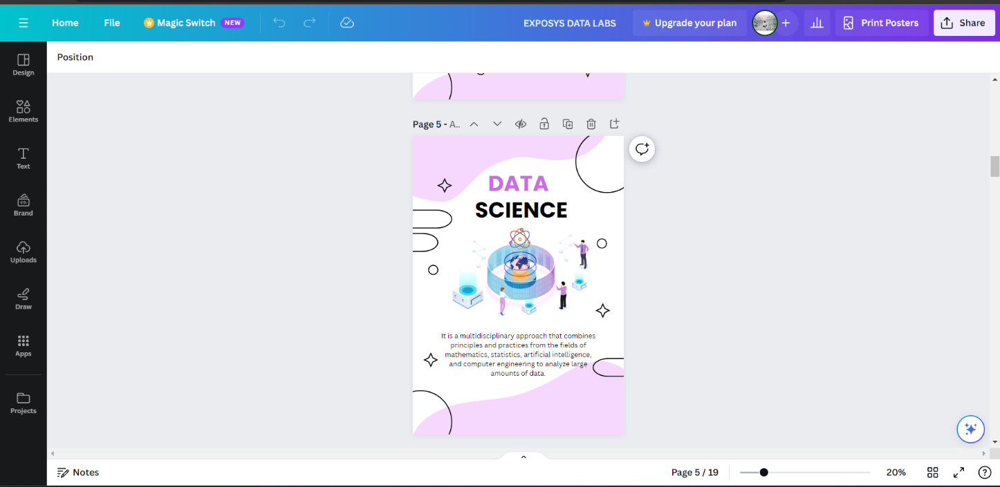 Home File Magic Switch NEW EXPOSYS DATA LABS Upgrade your plan Print Posters Share
Position
Design
Elements
Text
CO.
Brand
Uploads
Draw
Apps
Projects
Page 5 - A..
DATA
SCIENCE
It is a multidisciplinary approach that combines
principles and practices from the fields of
mathematics, statistics, artificial intelligence,
and computer engineering to analyze large
amounts of data.
Notes Page 5 / 19 20%